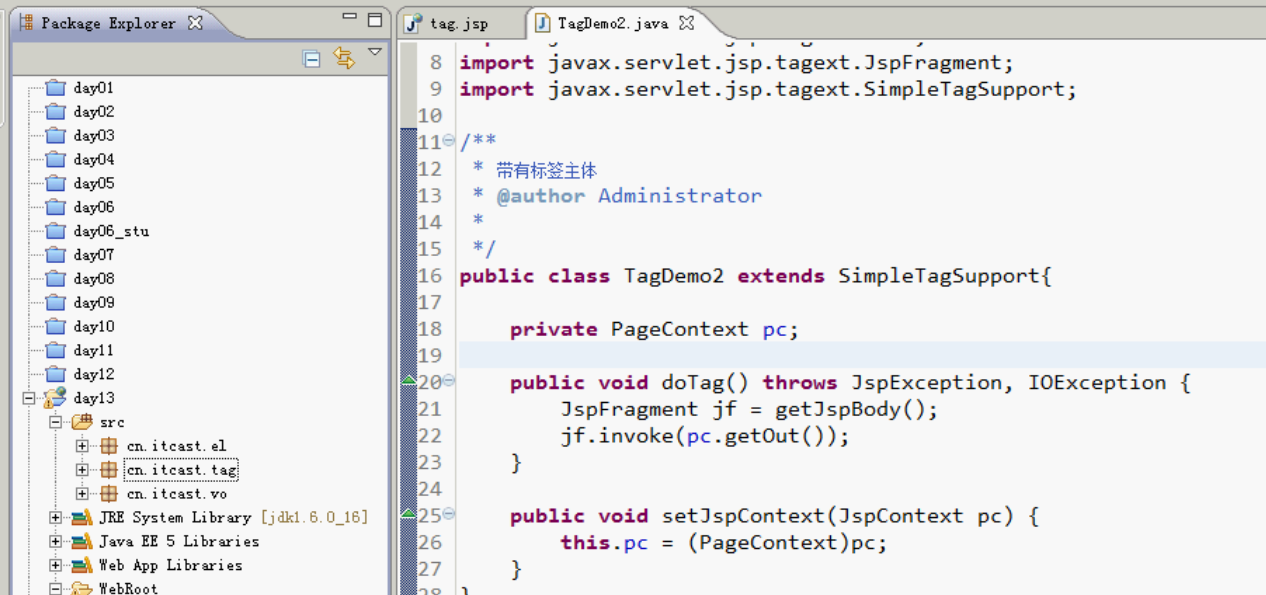 Package Explorer
day01
day02
day03
day04
day05
day06
day06_stu
day07
day08
day09
day10
day11
day12
day13
src
cn.itcast.el
cn.itcast.tag
cn.itcast.vo
JRE System Library [jdk1.6.0_16]
Java EE 5 Libraries
Web App Libraries
WebRoot
tag.jsp
TagDemo2.java
8 import javax.servlet.jsp.tagext.JspFragment;
9 import javax.servlet.jsp.tagext.SimpleTagSupport;
10
11 /**
12 * 带有标签主体
13 * @author Administrator
14 *
15 */
16 public class TagDemo2 extends SimpleTagSupport{
17
18 private PageContext pc;
19
20 public void doTag() throws JspException, IOException {
21 JspFragment jf = getJspBody();
22 jf.invoke(pc.getOut());
23 }
24
25 public void setJspContext(JspContext pc) {
26 this.pc = (PageContext)pc;
27 }
28 }